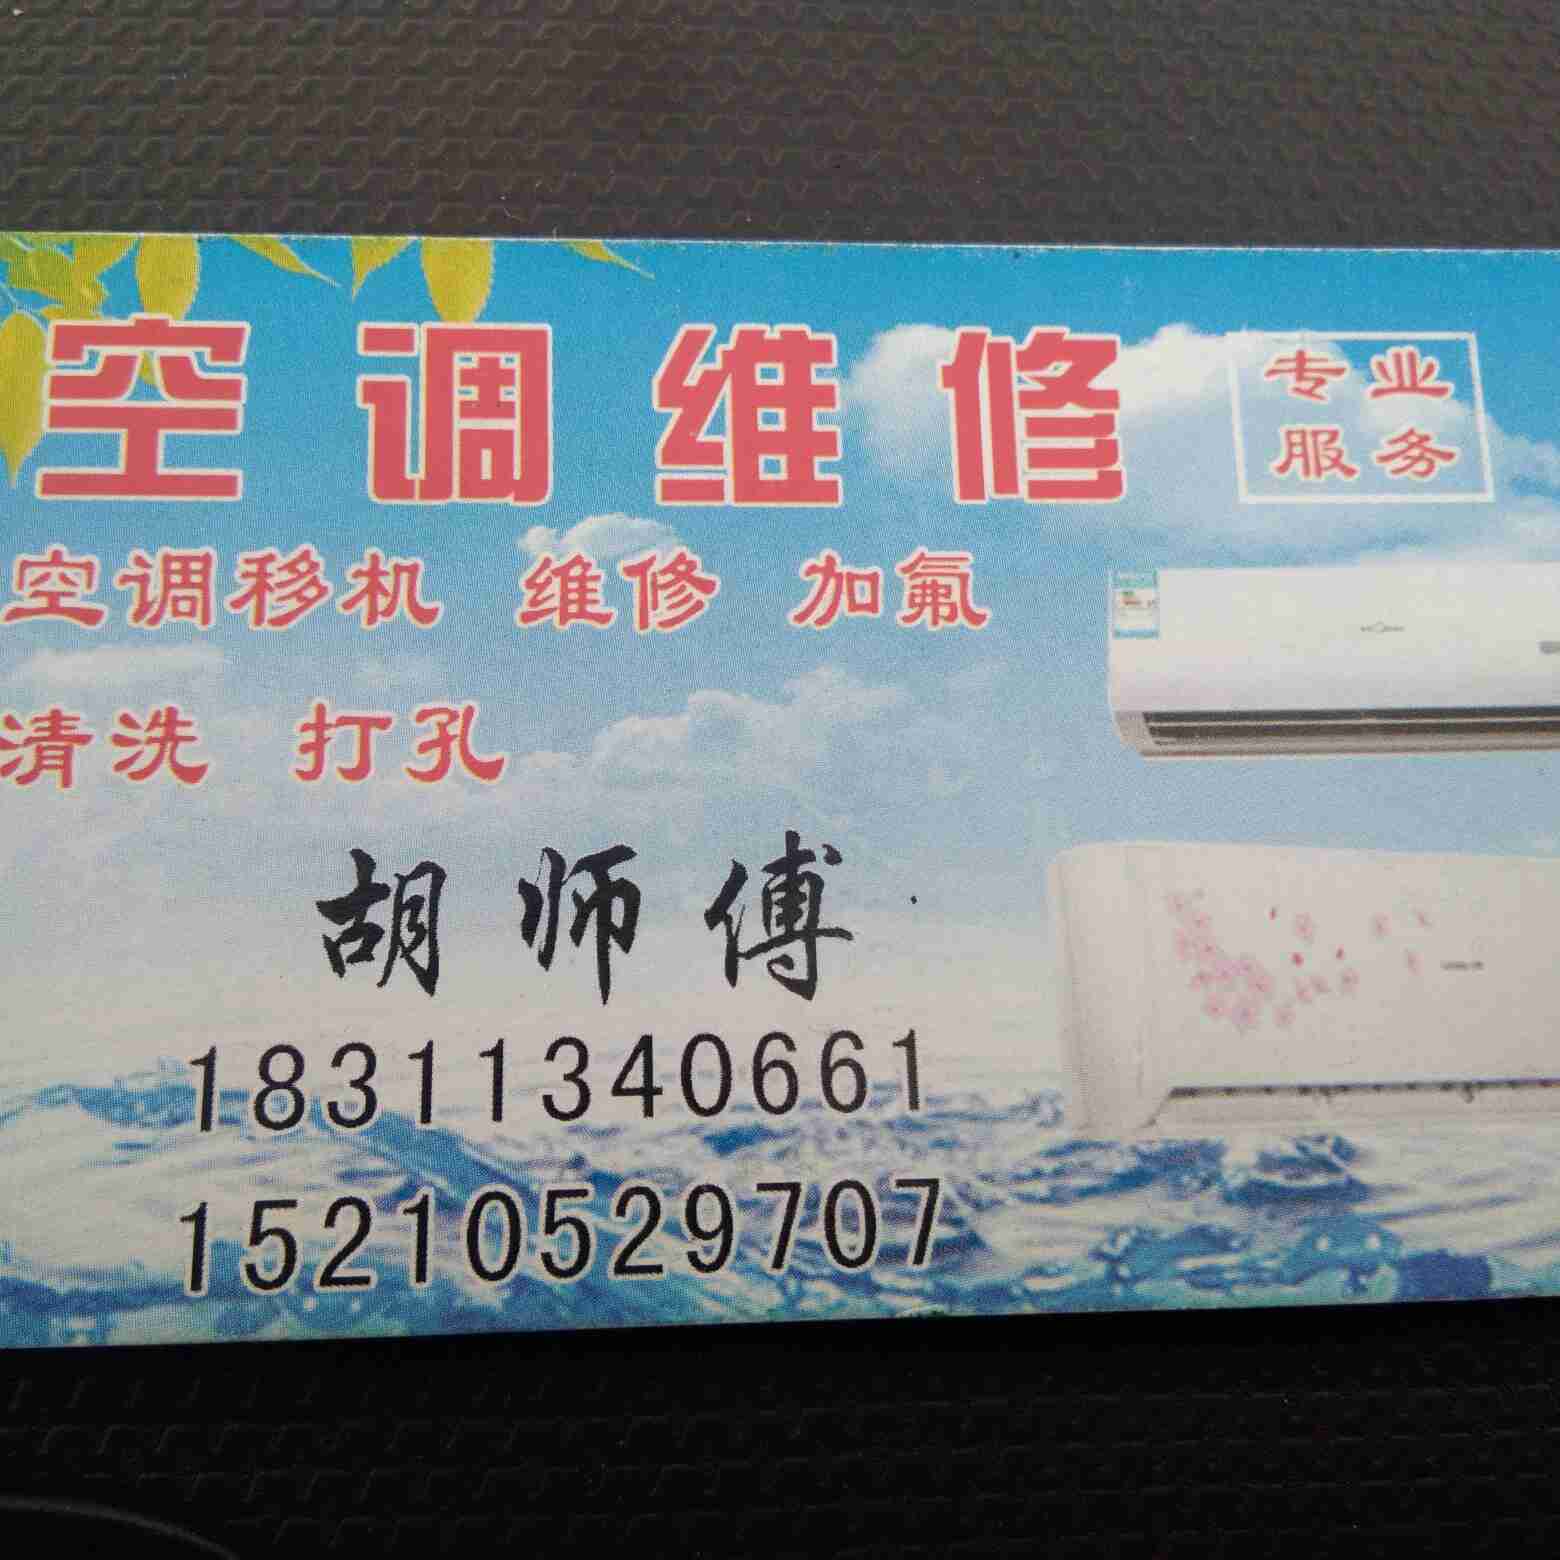 空调维修
专业
服务
空调移机 维修 加氟
清洗 打孔
胡师傅
18311340661
15210529707